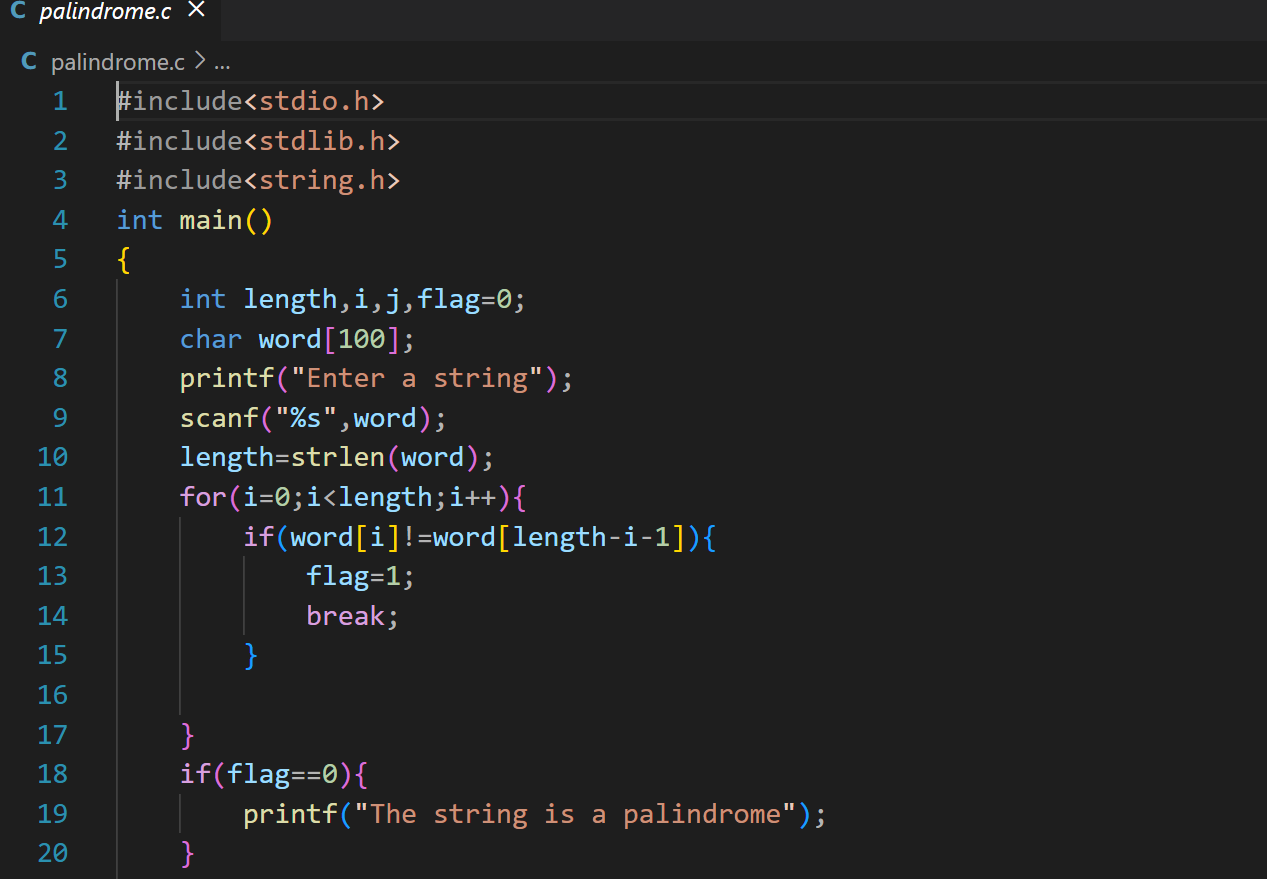 C palindrome.c ×
C palindrome.c > ...
1 #include<stdio.h>
2 #include<stdlib.h>
3 #include<string.h>
4 int main()
5 {
6     int length,i,j,flag=0;
7     char word[100];
8     printf("Enter a string");
9     scanf("%s",word);
10     length=strlen(word);
11     for(i=0;i<length;i++){
12         if(word[i]!=word[length-i-1]){
13             flag=1;
14             break;
15         }
16
17     }
18     if(flag==0){
19         printf("The string is a palindrome");
20     }